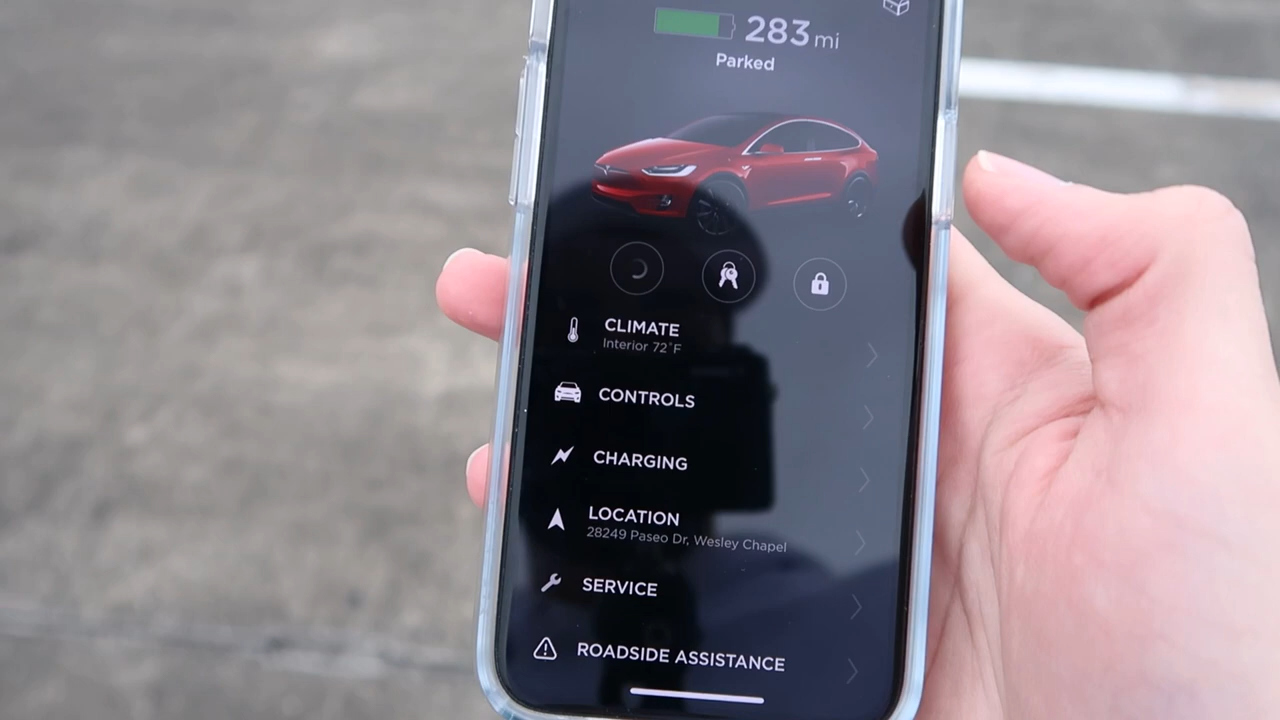 283 mi
Parked
CLIMATE
Interior 72°F
CONTROLS
CHARGING
LOCATION
28249 Paseo Dr, Wesley Chapel
SERVICE
ROADSIDE ASSISTANCE